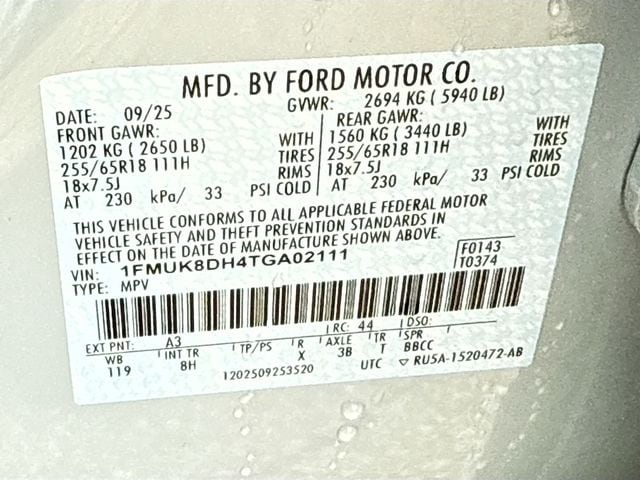 MFD. BY FORD MOTOR CO.
DATE: 09/25 GVWR: 2694 KG ( 5940 LB)
FRONT GAWR: REAR GAWR:
1202 KG ( 2650 LB) WITH 1560 KG ( 3440 LB) WITH
255/65R18 111H TIRES 255/65R18 111H TIRES
18x7.5J RIMS 18x7.5J RIMS
AT 230 kPa/ 33 PSI COLD AT 230 kPa/ 33 PSI COLD
THIS VEHICLE CONFORMS TO ALL APPLICABLE FEDERAL MOTOR
VEHICLE SAFETY AND THEFT PREVENTION STANDARDS IN
EFFECT ON THE DATE OF MANUFACTURE SHOWN ABOVE.
VIN: 1FMUK8DH4TGA02111 F0143
TYPE: MPV T0374
EXT PNT: A3 RC: 44 DSO:
WB INT TR TP/PS R AXLE TR SPR
119 8H X 3B T BBCC
1202509253520 UTC ▽ RU5A-1520472-AB